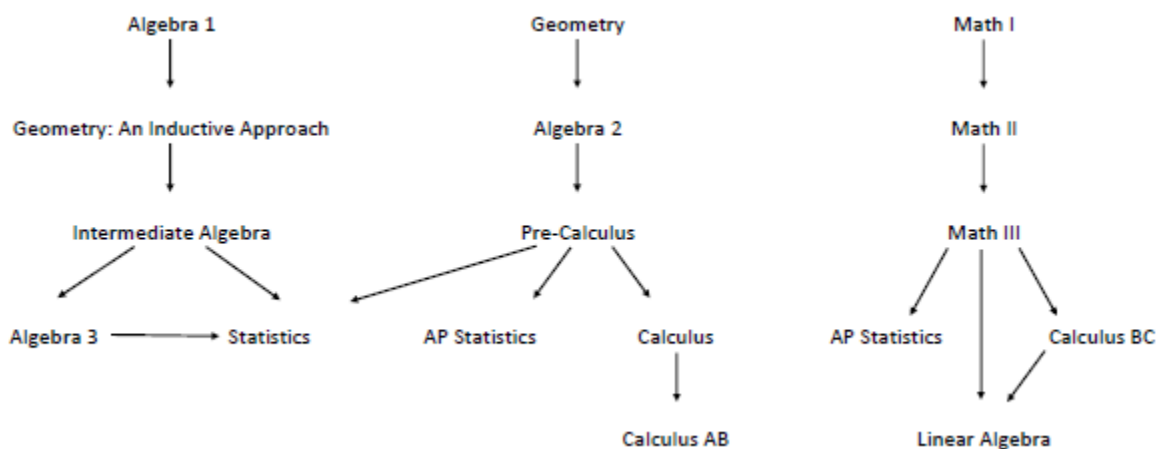 Algebra 1
Geometry
Math I
Geometry: An Inductive Approach
Algebra 2
Math II
Intermediate Algebra
Pre-Calculus
Math III
Algebra 3
Statistics
AP Statistics
Calculus
AP Statistics
Calculus BC
Calculus AB
Linear Algebra